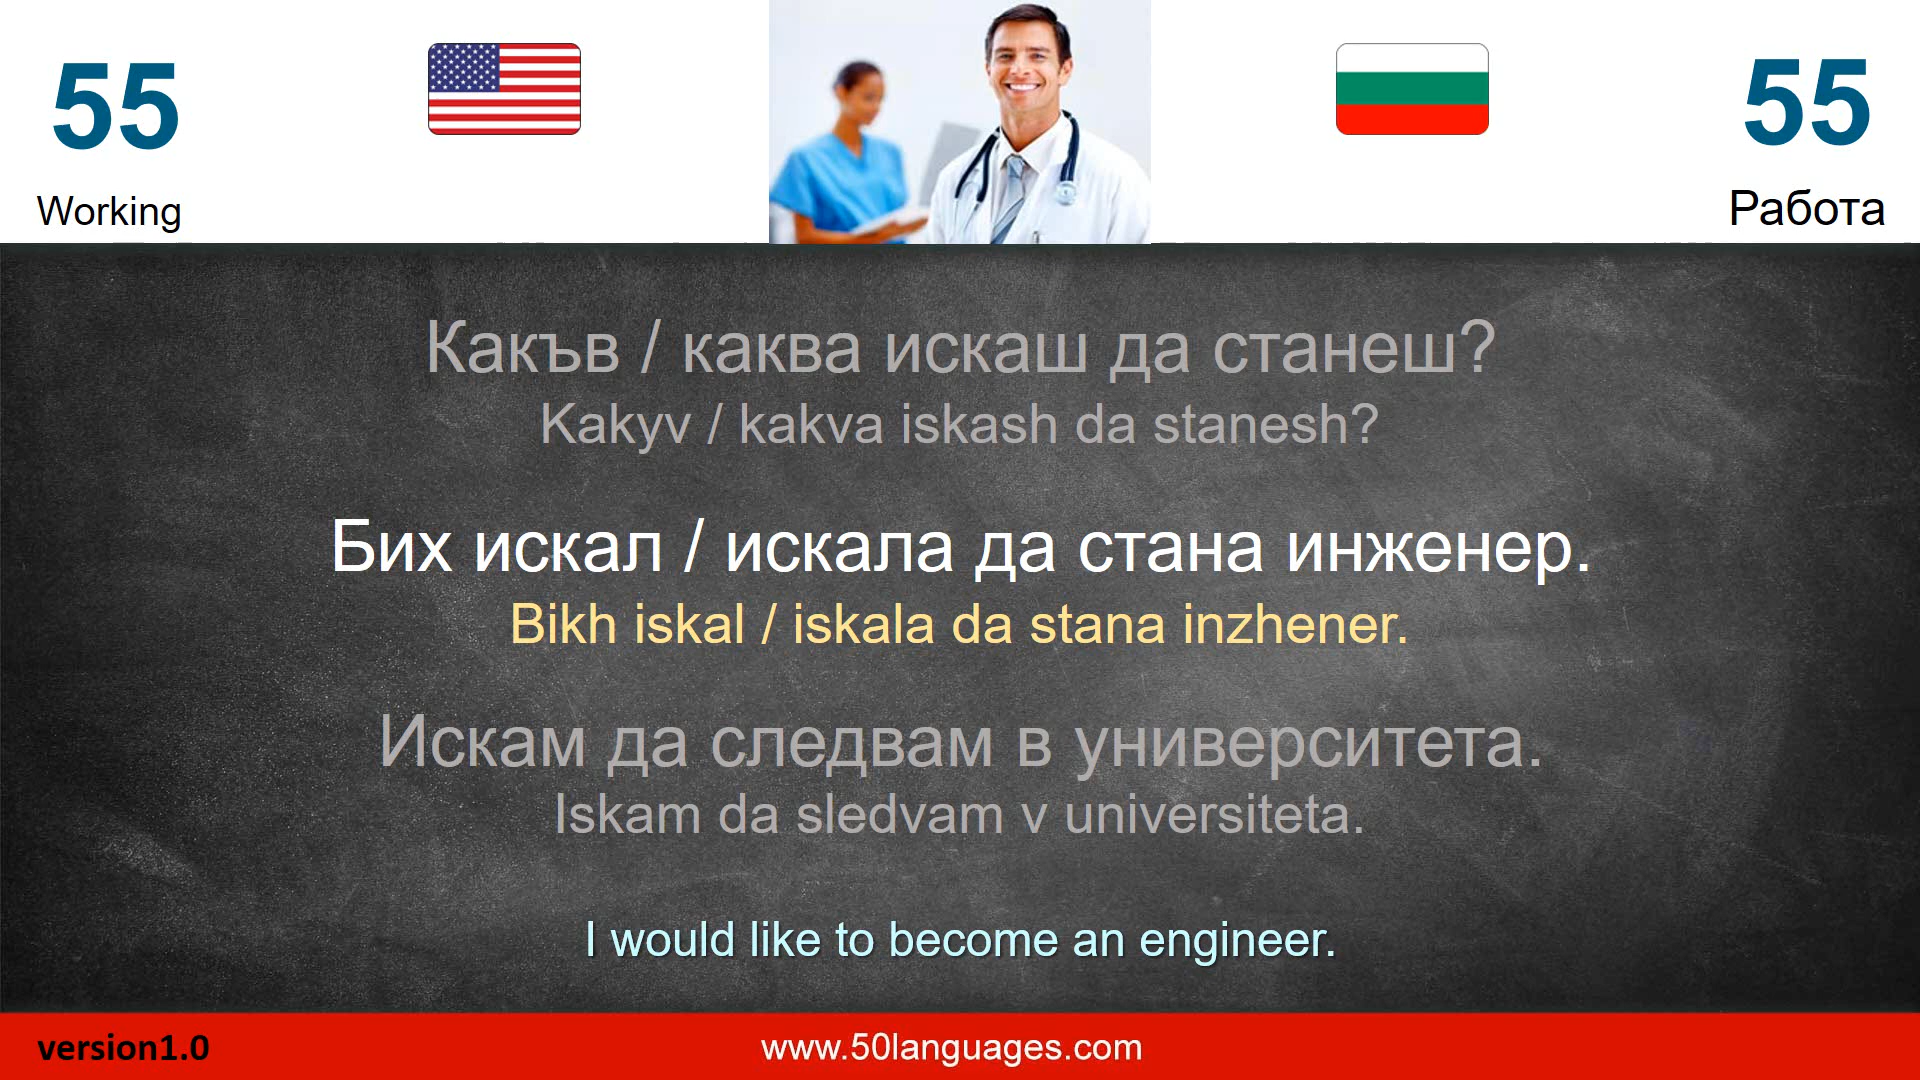 55
55
Working
Работа
Какъв / каква искаш да станеш?
Kakyv / kakva iskash da stanesh?
Бих искал / искала да стана инженер.
Bikh iskal / iskala da stana inzhener.
Искам да следвам в университета.
Iskam da sledvam v universiteta.
I would like to become an engineer.
version1.0
www.50languages.com